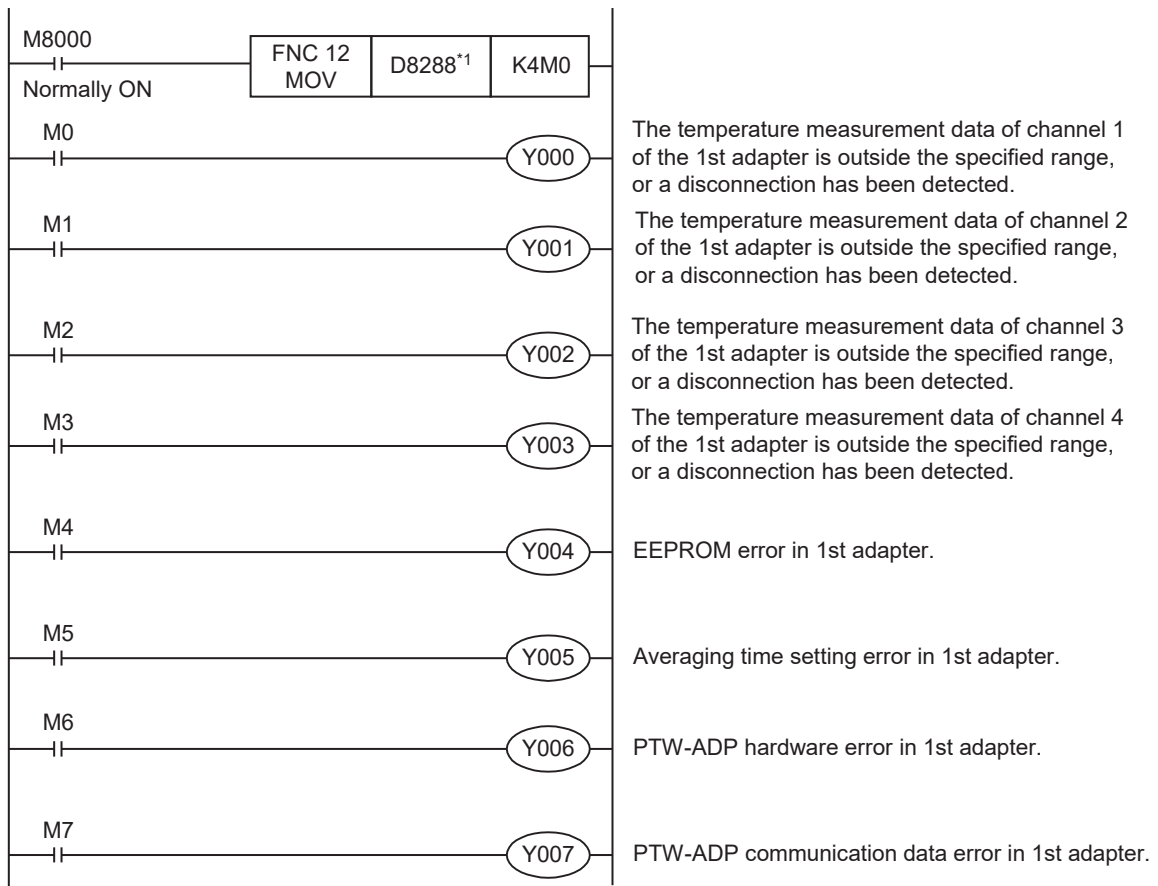 M8000
FNC 12
MOV
D8288*1
K4M0
Normally ON
M0
Y000
The temperature measurement data of channel 1
of the 1st adapter is outside the specified range,
or a disconnection has been detected.
M1
Y001
The temperature measurement data of channel 2
of the 1st adapter is outside the specified range,
or a disconnection has been detected.
M2
Y002
The temperature measurement data of channel 3
of the 1st adapter is outside the specified range,
or a disconnection has been detected.
M3
Y003
The temperature measurement data of channel 4
of the 1st adapter is outside the specified range,
or a disconnection has been detected.
M4
Y004
EEPROM error in 1st adapter.
M5
Y005
Averaging time setting error in 1st adapter.
M6
Y006
PTW-ADP hardware error in 1st adapter.
M7
Y007
PTW-ADP communication data error in 1st adapter.